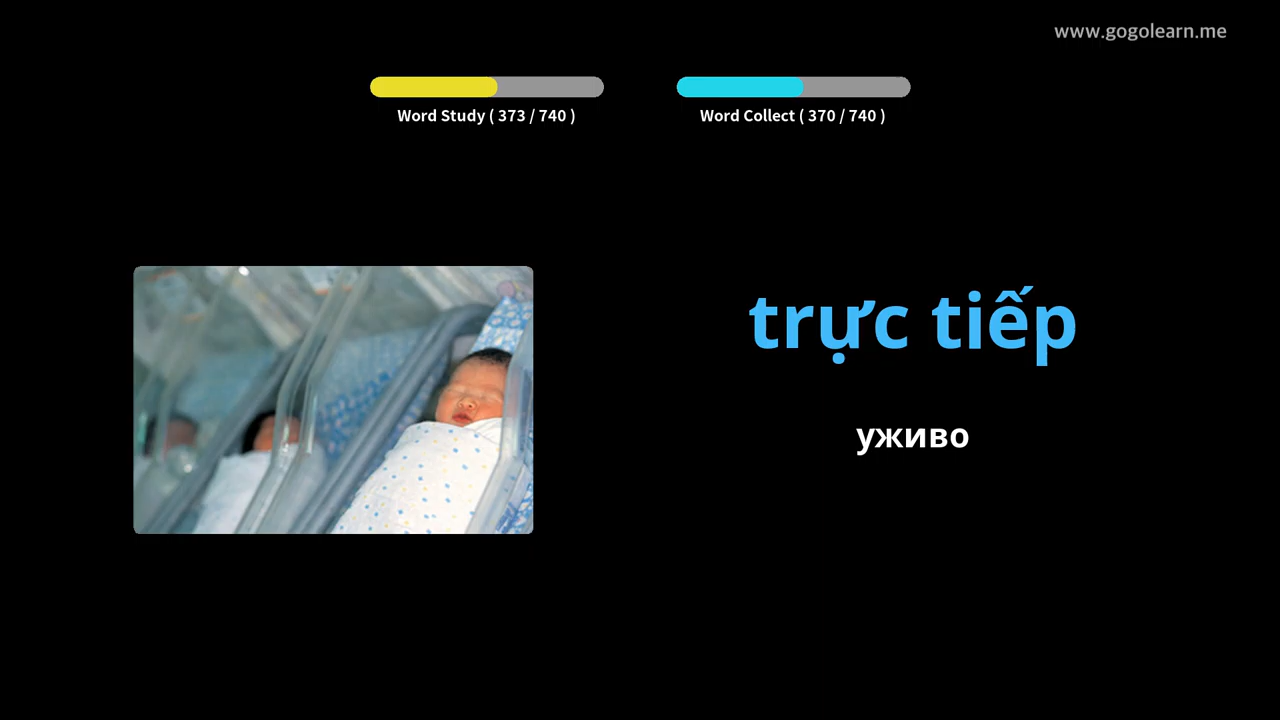 www.gogolearn.me
Word Study ( 373 / 740 )
Word Collect ( 370 / 740 )
trực tiếp
уживо